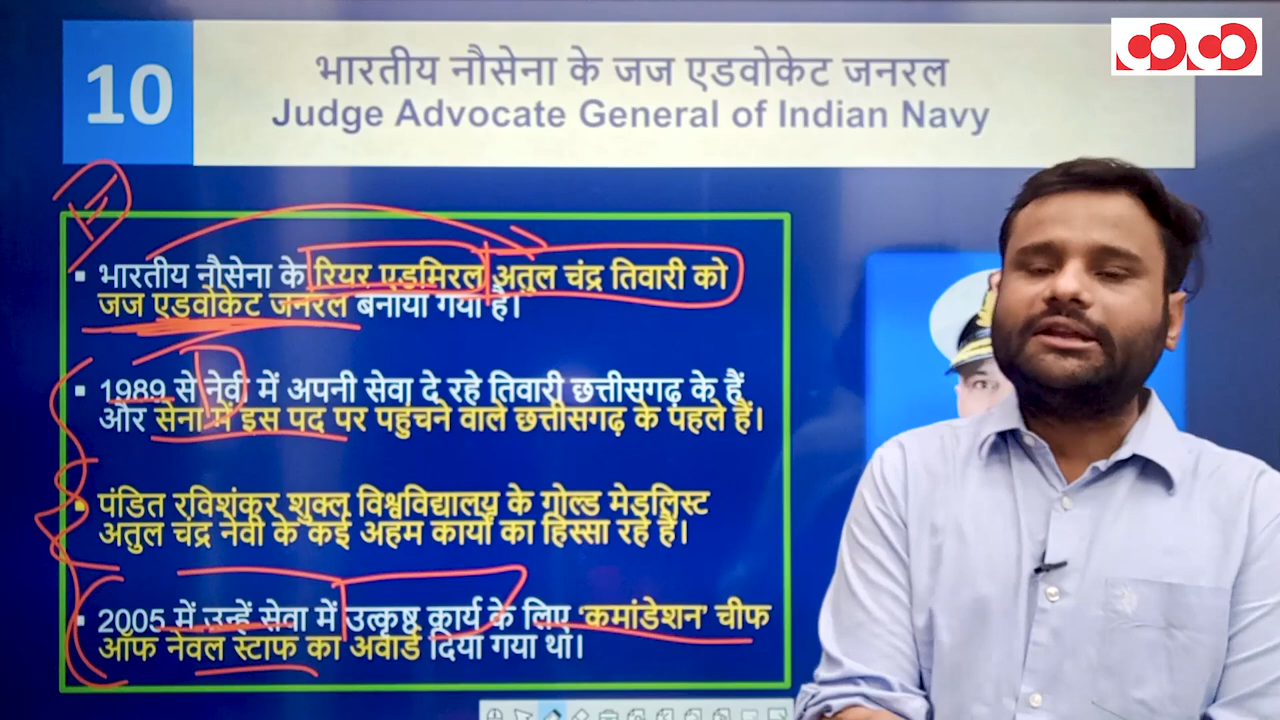 10
भारतीय नौसेना के जज एडवोकेट जनरल
Judge Advocate General of Indian Navy
▪ भारतीय नौसेना के रियर एडमिरल अतुल चंद्र तिवारी को
जज एडवोकेट जनरल बनाया गया है।
▪ 1989 से नेवी में अपनी सेवा दे रहे तिवारी छत्तीसगढ़ के हैं
और सेना में इस पद पर पहुंचने वाले छत्तीसगढ़ के पहले हैं।
▪ पंडित रविशंकर शुक्ल विश्वविद्यालय के गोल्ड मेडलिस्ट
अतुल चंद्र नेवी के कई अहम कार्यों का हिस्सा रहे हैं।
▪ 2005 में उन्हें सेवा में उत्कृष्ठ कार्य के लिए ‘कमांडेशन’ चीफ
ऑफ नेवल स्टाफ का अवार्ड दिया गया था।